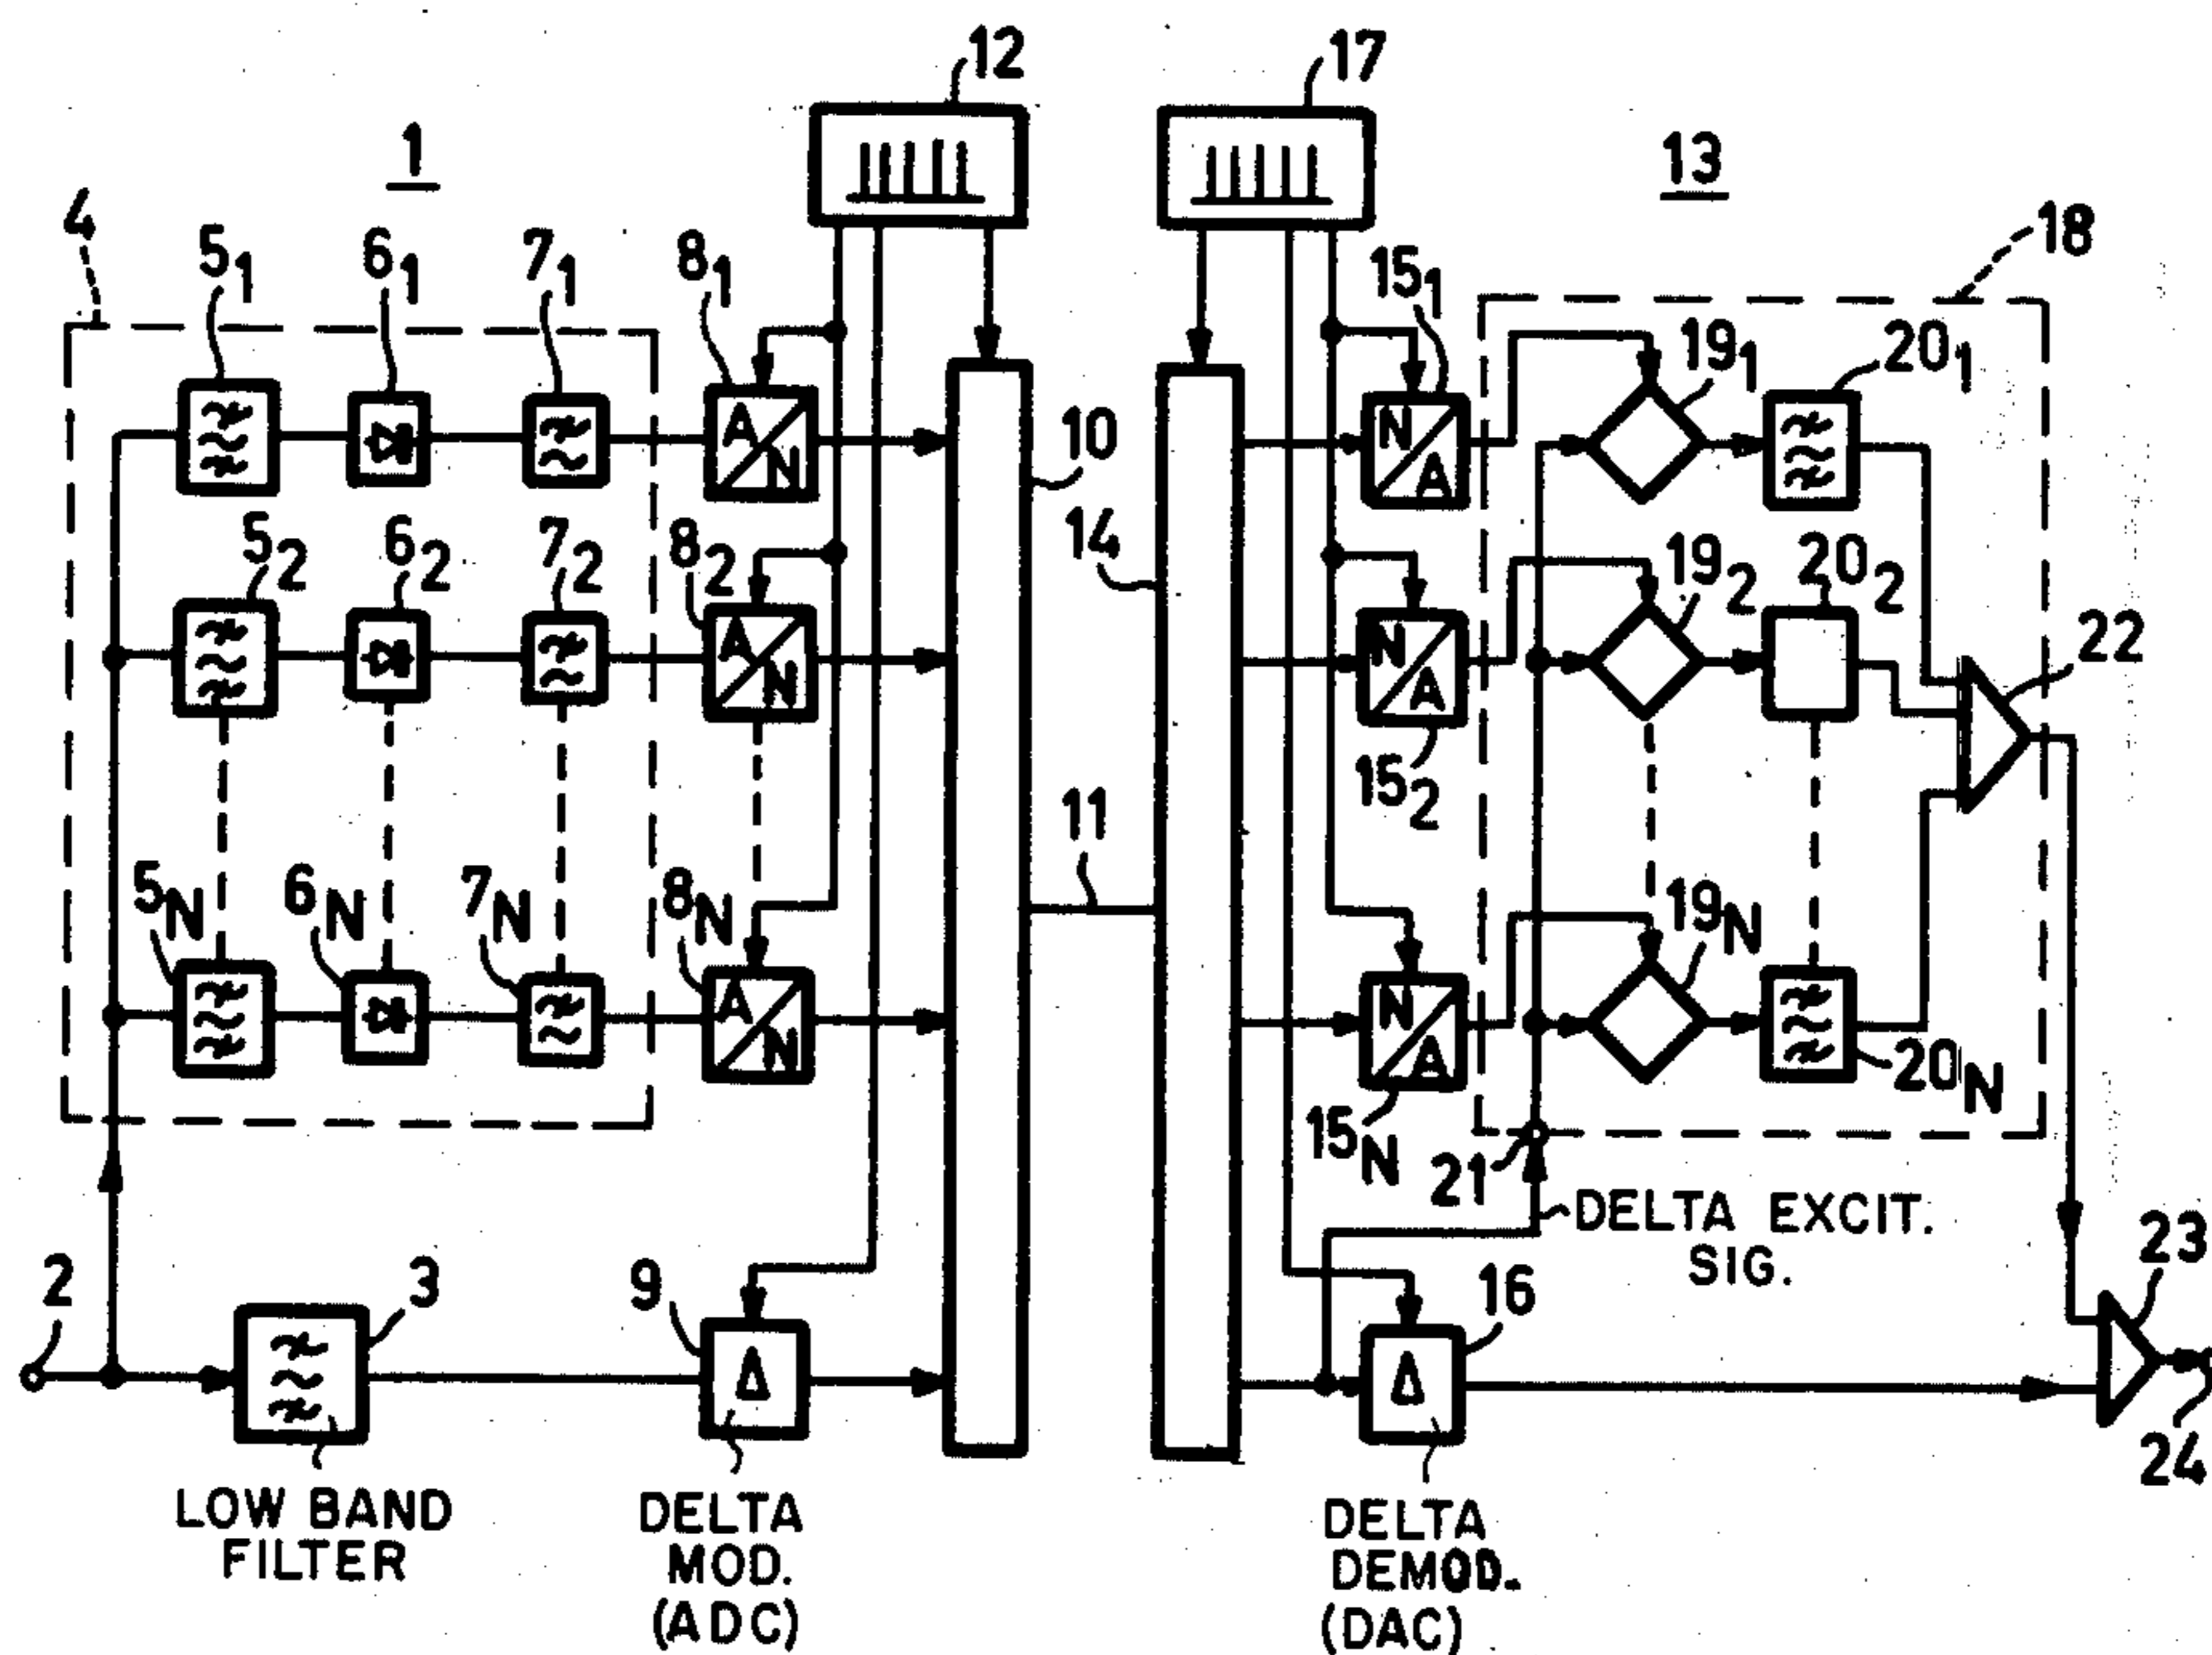 12
17
1
13
4
5₁
6₁
7₁
8₁
15₁
18
19₁
20₁
A
N
N
A
10
5₂
6₂
7₂
8₂
14
19₂
20₂
22
A
N
N
A
15₂
11
5N
6N
7N
8N
19N
A
N
N
A
20N
15N
21
DELTA EXCIT.
SIG.
2
3
9
16
23
Δ
Δ
24
LOW BAND
FILTER
DELTA
MOD.
(ADC)
DELTA
DEMOD.
(DAC)